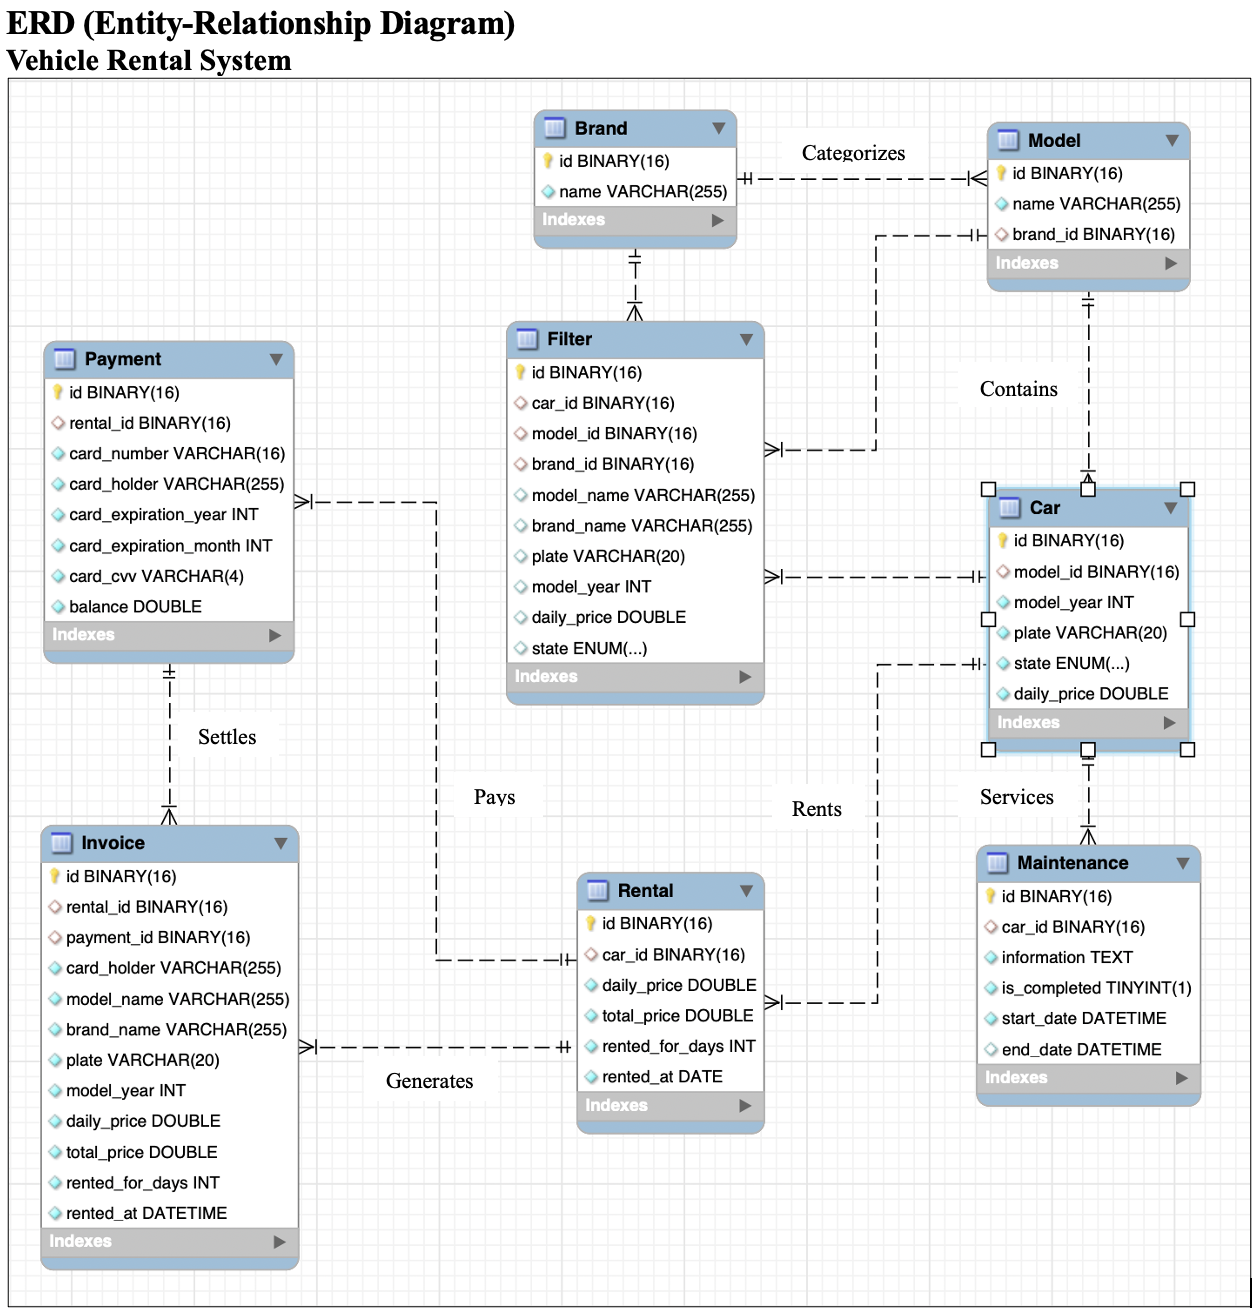 ERD (Entity-Relationship Diagram)
Vehicle Rental System
Brand
id BINARY(16)
name VARCHAR(255)
Indexes
Categorizes
Model
id BINARY(16)
name VARCHAR(255)
brand_id BINARY(16)
Indexes
Payment
id BINARY(16)
rental_id BINARY(16)
card_number VARCHAR(16)
card_holder VARCHAR(255)
card_expiration_year INT
card_expiration_month INT
card_cvv VARCHAR(4)
balance DOUBLE
Indexes
Filter
id BINARY(16)
car_id BINARY(16)
model_id BINARY(16)
brand_id BINARY(16)
model_name VARCHAR(255)
brand_name VARCHAR(255)
plate VARCHAR(20)
model_year INT
daily_price DOUBLE
state ENUM(...)
Indexes
Contains
Car
id BINARY(16)
model_id BINARY(16)
model_year INT
plate VARCHAR(20)
state ENUM(...)
daily_price DOUBLE
Indexes
Settles
Pays
Rents
Services
Invoice
id BINARY(16)
rental_id BINARY(16)
payment_id BINARY(16)
card_holder VARCHAR(255)
model_name VARCHAR(255)
brand_name VARCHAR(255)
plate VARCHAR(20)
model_year INT
daily_price DOUBLE
total_price DOUBLE
rented_for_days INT
rented_at DATETIME
Indexes
Generates
Rental
id BINARY(16)
car_id BINARY(16)
daily_price DOUBLE
total_price DOUBLE
rented_for_days INT
rented_at DATE
Indexes
Maintenance
id BINARY(16)
car_id BINARY(16)
information TEXT
is_completed TINYINT(1)
start_date DATETIME
end_date DATETIME
Indexes